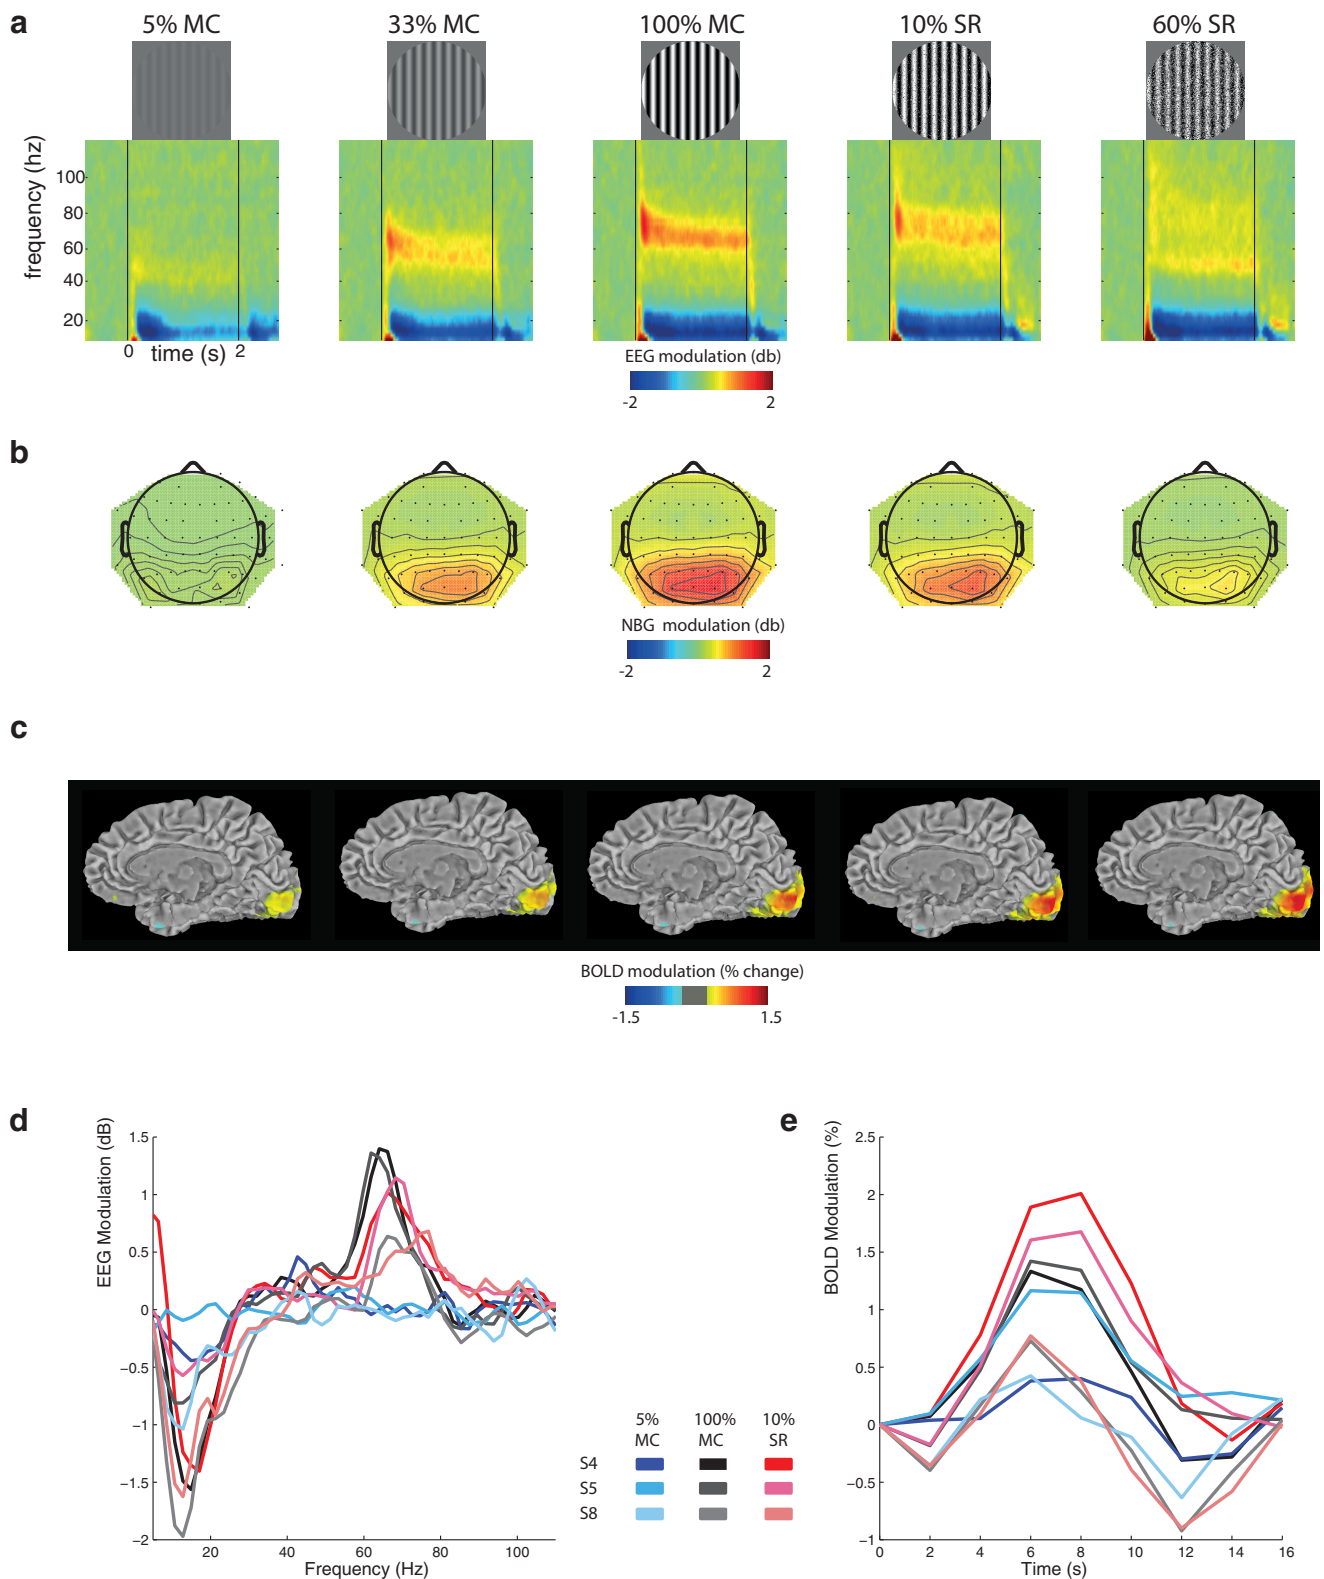 a
5% MC 33% MC 100% MC 10% SR 60% SR
frequency (hz)
100
80
60
40
20
0 time (s) 2
EEG modulation (db)
-2 2
b
NBG modulation (db)
-2 2
c
BOLD modulation (% change)
-1.5 1.5
d
EEG Modulation (dB)
1.5
1
0.5
0
−0.5
−1
−1.5
−2
20 40 60 80 100
Frequency (Hz)
5% 100% 10%
MC MC SR
S4
S5
S8
e
BOLD Modulation (%)
2.5
2
1.5
1
0.5
0
−0.5
−1
0 2 4 6 8 10 12 14 16
Time (s)